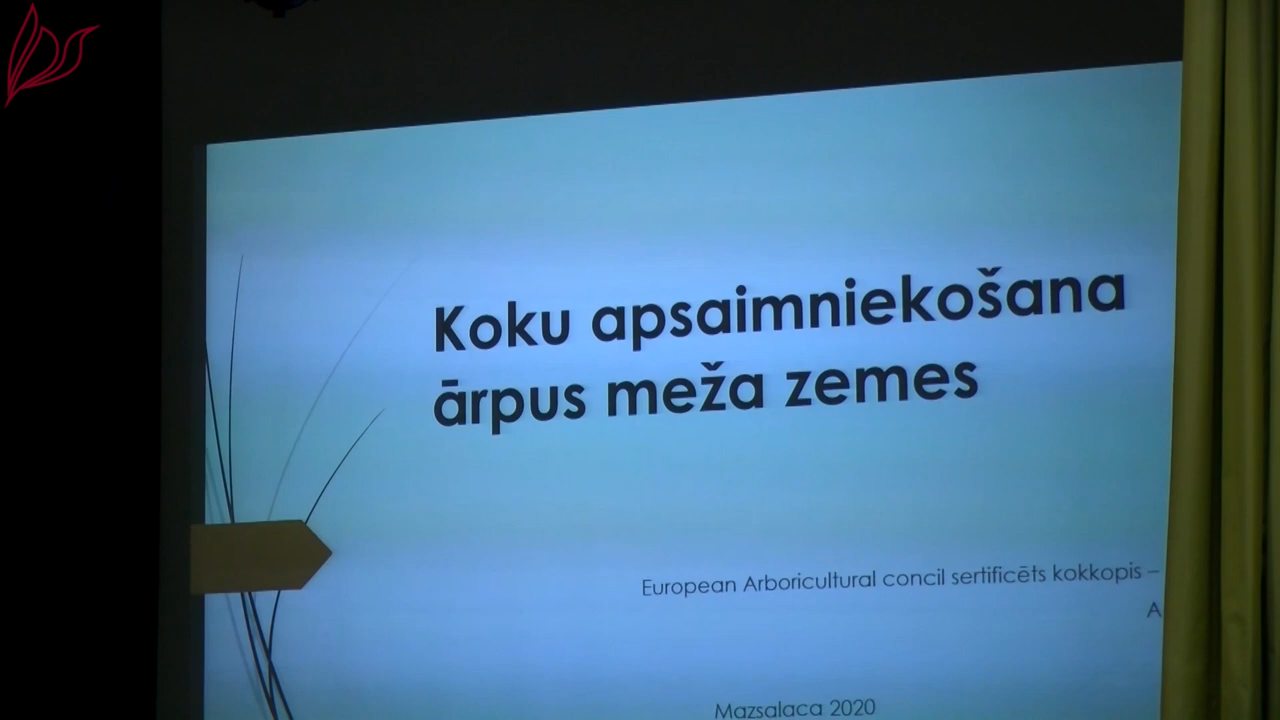 Koku apsaimniekošana
ārpus meža zemes
European Arboricultural concil sertificēts kokkopis –
A
Mazsalaca 2020